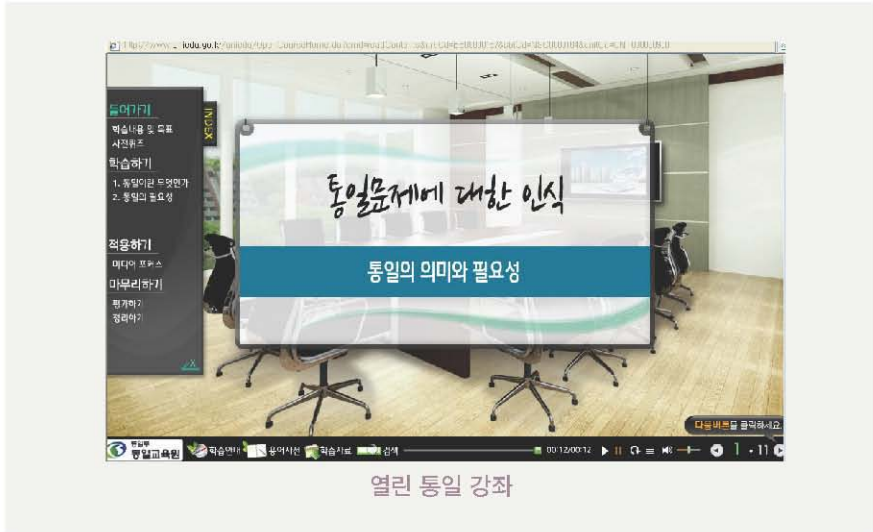 들어가기
학습내용 및 목표
사전퀴즈
학습하기
1. 통일이란 무엇인가
2. 통일의 필요성
적용하기
미디어 포커스
마무리하기
평가하기
정리하기
INDEX
X
통일문제에 대한 인식
통일의 의미와 필요성
다음버튼을 클릭하세요.
통일부
통일교육원
학습안내
용어사전
학습자료
검색
00:12/00:12
1 · 11
열린 통일 강좌